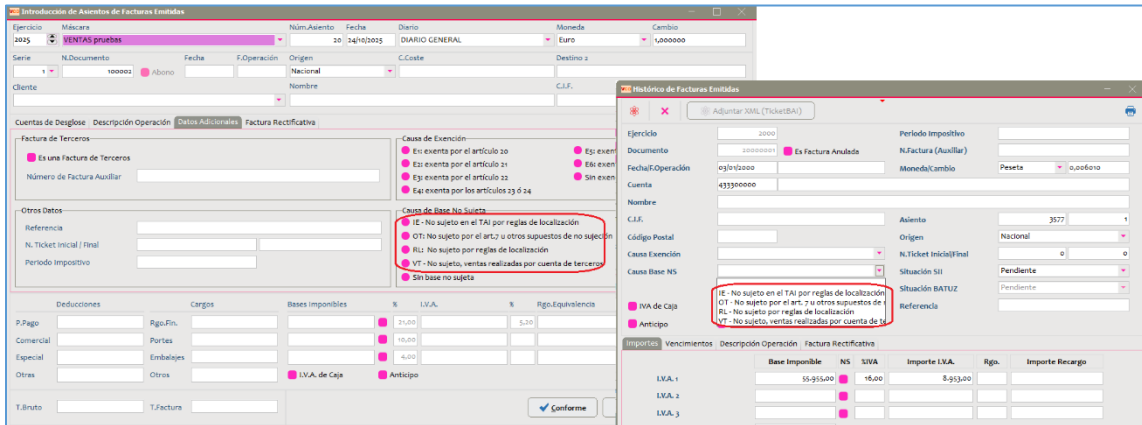 Introducción de Asientos de Facturas Emitidas
Ejercicio Máscara Núm.Asiento Fecha Diario Moneda Cambio
2025 VENTAS pruebas 20 24/10/2025 DIARIO GENERAL Euro 1,000000
Serie N.Documento Fecha F.Operación Origen C.Coste Destino 2
1 100002 Abono Nacional
Cliente Nombre C.I.F.
Cuentas de Desglose Descripción Operación Datos Adicionales Factura Rectificativa
Factura de Terceros
Es una Factura de Terceros
Número de Factura Auxiliar
Causa de Exención
E1: exenta por el artículo 20
E2: exenta por el artículo 21
E3: exenta por el artículo 22
E4: exenta por los artículos 23 ó 24
E5: exen
E6: exen
Sin exen
Otros Datos
Referencia
N. Ticket Inicial / Final
Periodo Impositivo
Causa de Base No Sujeta
IE - No sujeto en el TAI por reglas de localización
OT: No sujeto por el art.7 u otros supuestos de no sujeción
RL: No sujeto por reglas de localización
VT - No sujeto, ventas realizadas por cuenta de terceros
Sin base no sujeta
Deducciones Cargos Bases Imponibles % I.V.A. % Rgo.Equivalencia
P.Pago Rgo.Fin. 21,00 5,20
Comercial Portes 10,00
Especial Embalajes 4,00
Otras Otros I.V.A. de Caja Anticipo
T.Bruto T.Factura Conforme
Histórico de Facturas Emitidas
Adjuntar XML (TicketBAI)
Ejercicio 2000 Periodo Impositivo
Documento 20000001 Es Factura Anulada N.Factura (Auxiliar)
Fecha/F.Operación 03/01/2000 Moneda/Cambio Peseta 0,006010
Cuenta 433300000
Nombre
C.I.F. Asiento 3577 1
Código Postal Origen Nacional
Causa Exención N.Ticket Inicial/Final 0 0
Causa Base NS Situación SII Pendiente
IE - No sujeto en el TAI por reglas de localización
OT - No sujeto por el art. 7 u otros supuestos de
RL - No sujeto por reglas de localización
VT - No sujeto, ventas realizadas por cuenta de te
Situación BATUZ Pendiente
IVA de Caja Referencia
Anticipo
Importes Vencimientos Descripción Operación Factura Rectificativa
Base Imponible NS %IVA Importe I.V.A. Rgo. Importe Recargo
I.V.A. 1 55.955,00 16,00 8.953,00
I.V.A. 2
I.V.A. 3